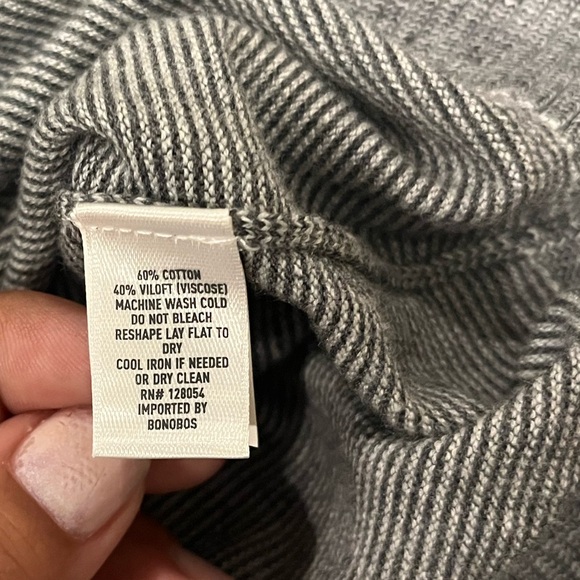 60% COTTON
40% VILOFT (VISCOSE)
MACHINE WASH COLD
DO NOT BLEACH
RESHAPE LAY FLAT TO
DRY
COOL IRON IF NEEDED
OR DRY CLEAN
RN# 128054
IMPORTED BY
BONOBOS